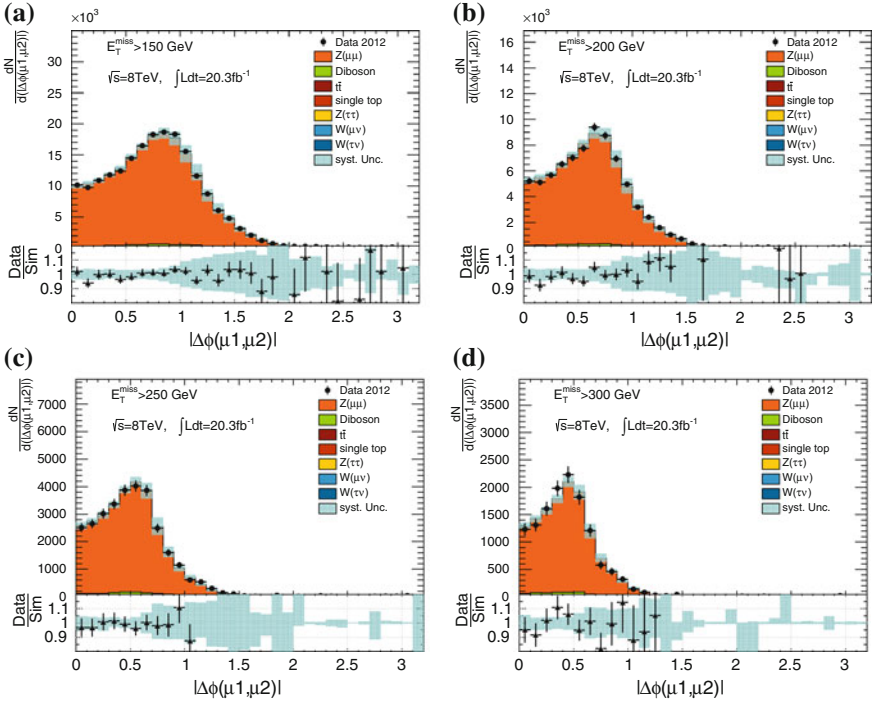 (a)
×10³
dN
d(|Δϕ(μ1,μ2)|)
E_T^miss>150 GeV
√s=8TeV, ∫Ldt=20.3fb⁻¹
Data 2012
Z(μμ)
Diboson
tt̄
single top
Z(ττ)
W(μν)
W(τν)
syst. Unc.
30
25
20
15
10
5
0
Data
Sim
1.1
1
0.9
0 0.5 1 1.5 2 2.5 3
|Δϕ(μ1,μ2)|
(b)
×10³
dN
d(|Δϕ(μ1,μ2)|)
E_T^miss>200 GeV
√s=8TeV, ∫Ldt=20.3fb⁻¹
Data 2012
Z(μμ)
Diboson
tt̄
single top
Z(ττ)
W(μν)
W(τν)
syst. Unc.
16
14
12
10
8
6
4
2
0
Data
Sim
1.1
1
0.9
0 0.5 1 1.5 2 2.5 3
|Δϕ(μ1,μ2)|
(c)
dN
d(|Δϕ(μ1,μ2)|)
E_T^miss>250 GeV
√s=8TeV, ∫Ldt=20.3fb⁻¹
Data 2012
Z(μμ)
Diboson
tt̄
single top
Z(ττ)
W(μν)
W(τν)
syst. Unc.
7000
6000
5000
4000
3000
2000
1000
0
Data
Sim
1.1
1
0.9
0 0.5 1 1.5 2 2.5 3
|Δϕ(μ1,μ2)|
(d)
dN
d(|Δϕ(μ1,μ2)|)
E_T^miss>300 GeV
√s=8TeV, ∫Ldt=20.3fb⁻¹
Data 2012
Z(μμ)
Diboson
tt̄
single top
Z(ττ)
W(μν)
W(τν)
syst. Unc.
3500
3000
2500
2000
1500
1000
500
0
Data
Sim
1.1
1
0.9
0 0.5 1 1.5 2 2.5 3
|Δϕ(μ1,μ2)|